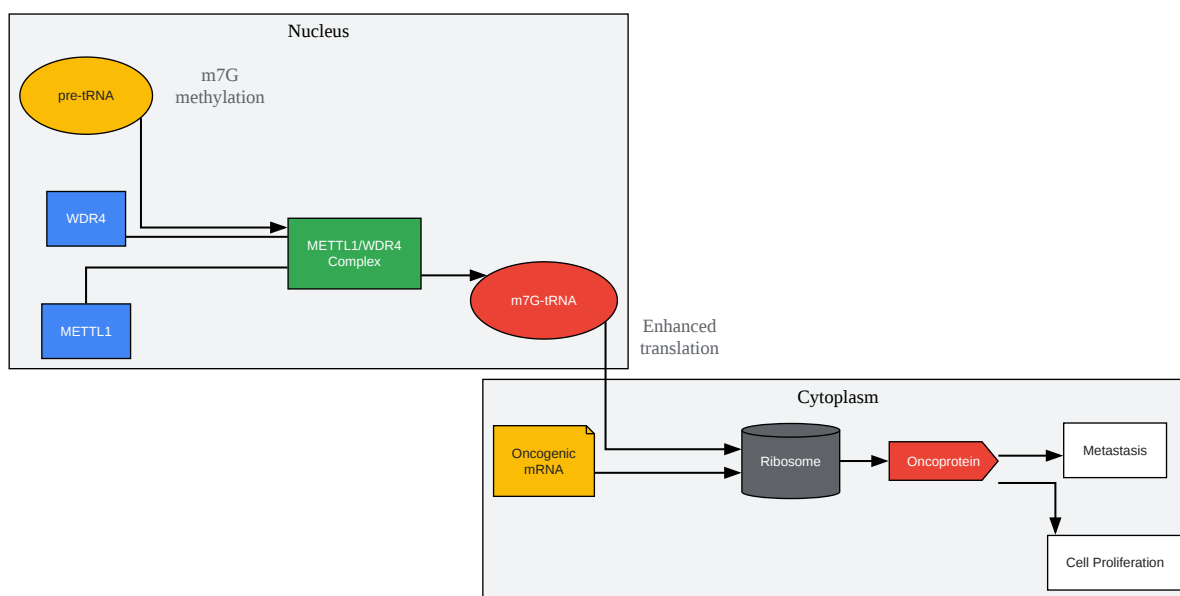 Nucleus
m7G
methylation
pre-tRNA
WDR4
METTL1/WDR4
Complex
METTL1
m7G-tRNA
Enhanced
translation
Cytoplasm
Oncogenic
mRNA
Ribosome
Oncoprotein
Metastasis
Cell Proliferation